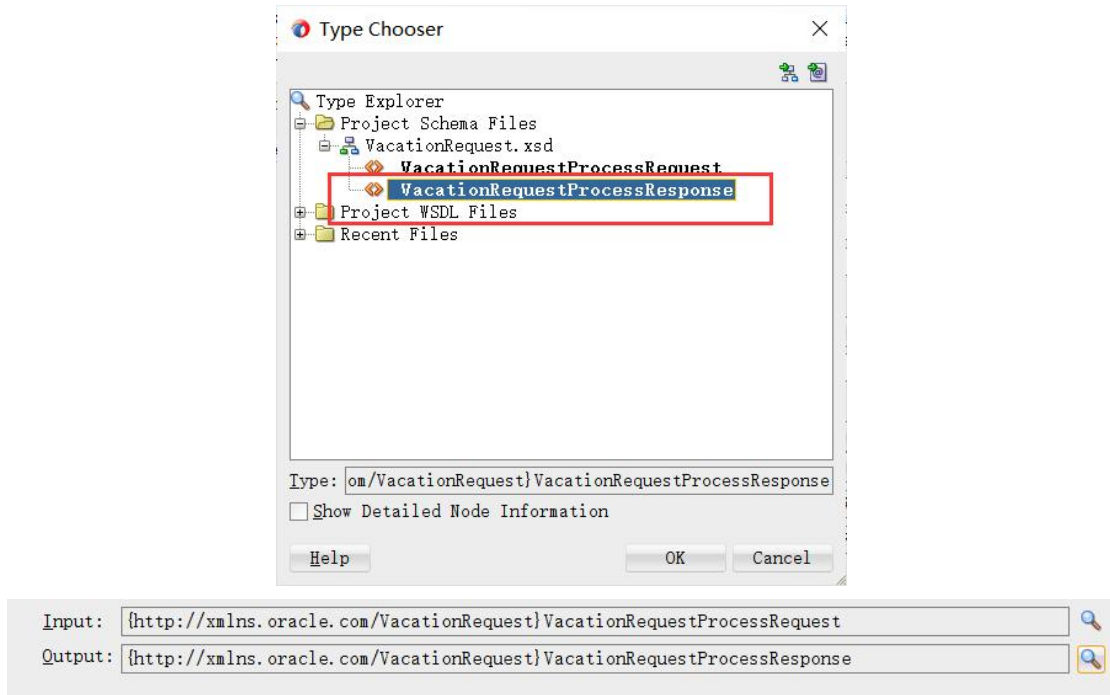 Type Chooser
Type Explorer
Project Schema Files
VacationRequest.xsd
VacationRequestProcessRequest
VacationRequestProcessResponse
Project WSDL Files
Recent Files
Type: om/VacationRequest}VacationRequestProcessResponse
Show Detailed Node Information
Help OK Cancel
Input: {http://xmlns.oracle.com/VacationRequest}VacationRequestProcessRequest
Output: {http://xmlns.oracle.com/VacationRequest}VacationRequestProcessResponse